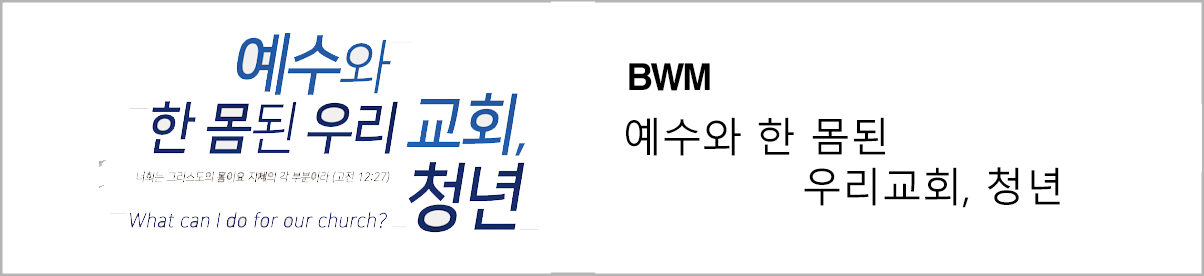 예수와
한 몸된 우리 교회,
청년
너희는 그리스도의 몸이요 지체의 각 부분이라 (고전 12:27)
What can I do for our church?
BWM
예수와 한 몸된
우리교회, 청년